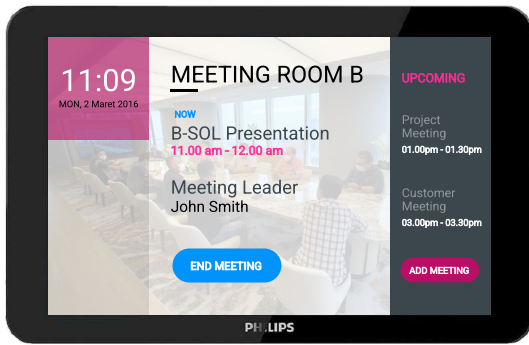 11:09
MON, 2 Maret 2016
MEETING ROOM B
NOW
B-SOL Presentation
11.00 am - 12.00 am
Meeting Leader
John Smith
END MEETING
UPCOMING
Project
Meeting
01.00pm - 01.30pm
Customer
Meeting
03.00pm - 03.30pm
ADD MEETING
PHILIPS